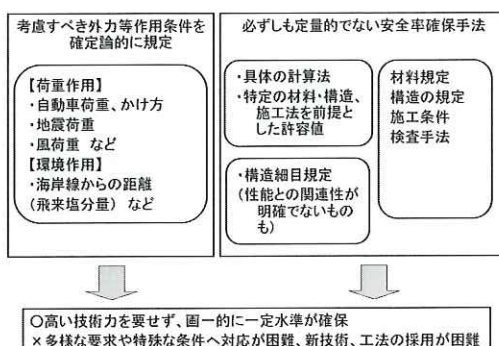 考慮すべき外力等作用条件を
確定論的に規定
【荷重作用】
・自動車荷重、かけ方
・地震荷重
・風荷重 など
【環境作用】
・海岸線からの距離
(飛来塩分量) など
必ずしも定量的でない安全率確保手法
・具体の計算法
・特定の材料・構造、
施工法を前提と
した許容値
・構造細目規定
(性能との関連性が
明確でないもの
も)
材料規定
構造の規定
施工条件
検査手法
○高い技術力を要せず、画一的に一定水準が確保
×多様な要求や特殊な条件へ対応が困難、新技術、工法の採用が困難